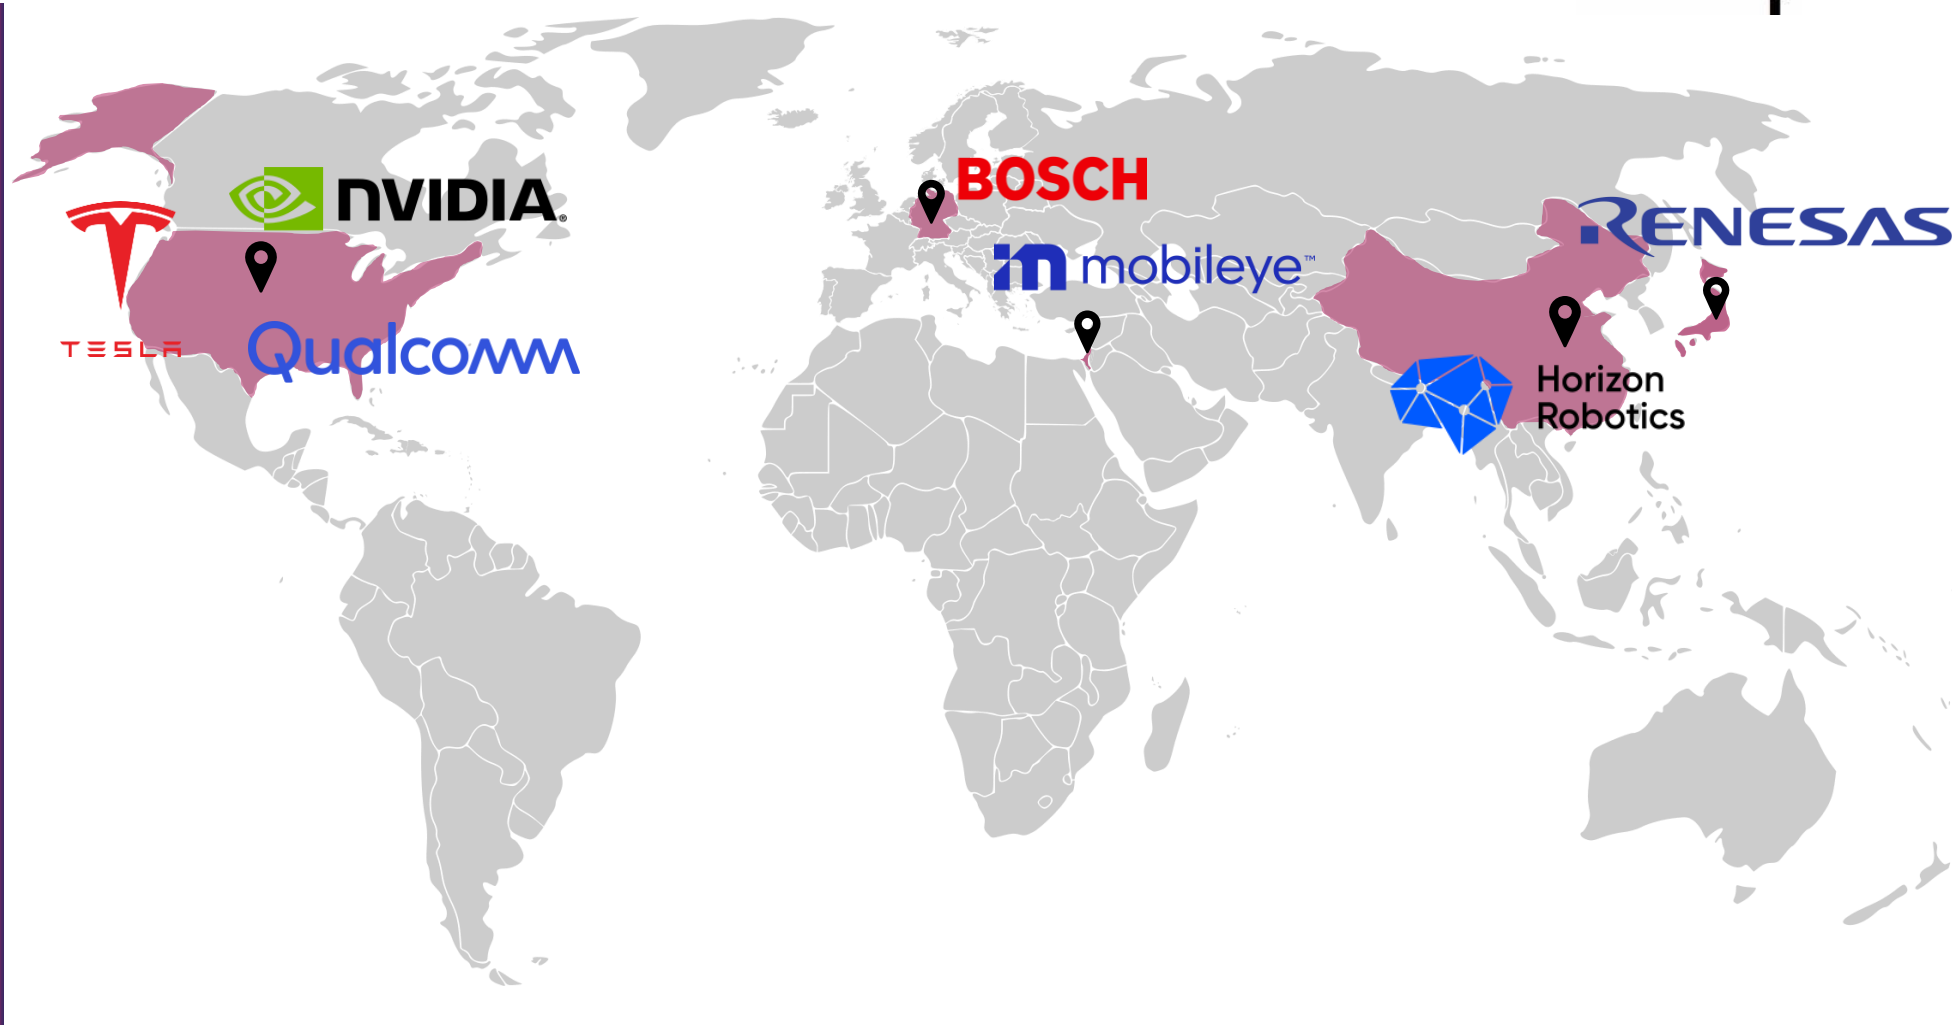 NVIDIA.
TESLA
Qualcomm
BOSCH
mobileye™
RENESAS
Horizon
Robotics